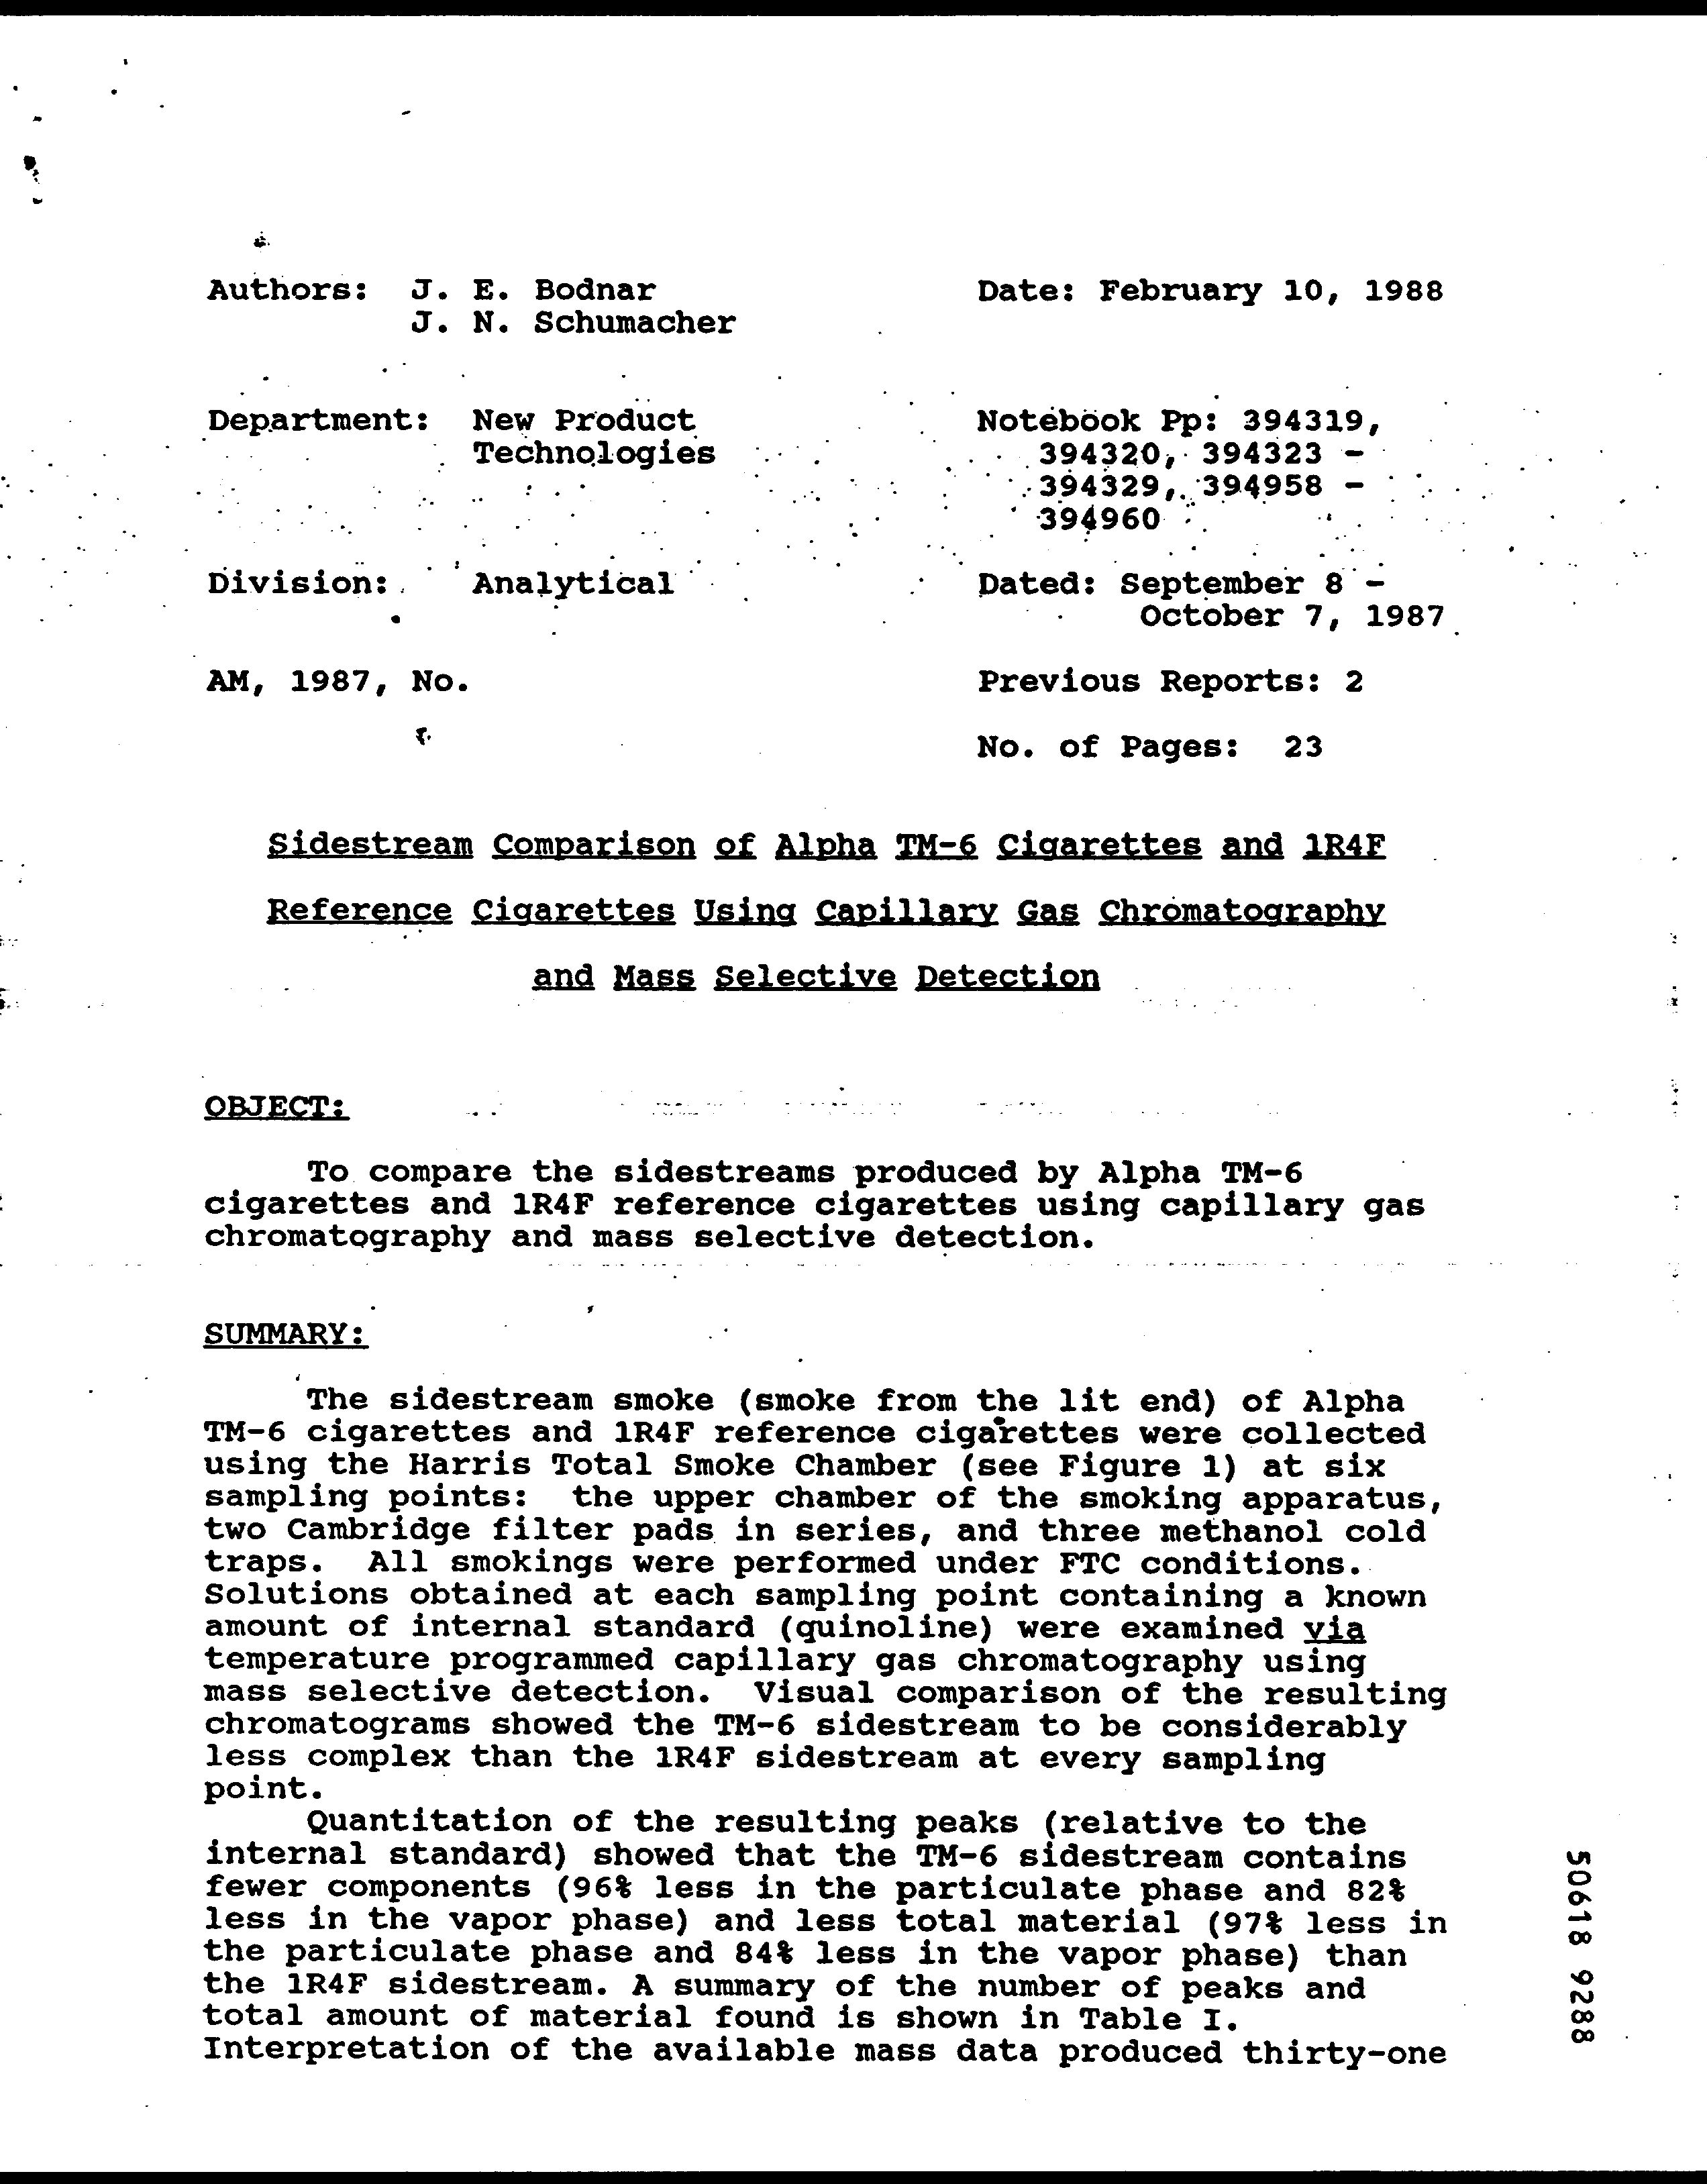 Authors: J. E. Bodnar
J. N. Schumacher
Date: February 10, 1988
Department: New Product
Technologies
Notebook Pp: 394319,
394320, 394323 -
394329, 394958 -
394960
Division: Analytical
Dated: September 8 -
October 7, 1987
AM, 1987, No.
Previous Reports: 2
No. of Pages: 23
Sidestream Comparison of Alpha TM-6 Cigarettes and 1R4F
Reference Cigarettes Using Capillary Gas Chromatography
and Mass Selective Detection
OBJECT:
To compare the sidestreams produced by Alpha TM-6
cigarettes and 1R4F reference cigarettes using capillary gas
chromatography and mass selective detection.
SUMMARY:
The sidestream smoke (smoke from the lit end) of Alpha
TM-6 cigarettes and 1R4F reference cigarettes were collected
using the Harris Total Smoke Chamber (see Figure 1) at six
sampling points: the upper chamber of the smoking apparatus,
two Cambridge filter pads in series, and three methanol cold
traps. All smokings were performed under FTC conditions.
Solutions obtained at each sampling point containing a known
amount of internal standard (quinoline) were examined via
temperature programmed capillary gas chromatography using
mass selective detection. Visual comparison of the resulting
chromatograms showed the TM-6 sidestream to be considerably
less complex than the 1R4F sidestream at every sampling
point.
Quantitation of the resulting peaks (relative to the
internal standard) showed that the TM-6 sidestream contains
fewer components (96% less in the particulate phase and 82%
less in the vapor phase) and less total material (97% less in
the particulate phase and 84% less in the vapor phase) than
the 1R4F sidestream. A summary of the number of peaks and
total amount of material found is shown in Table I.
Interpretation of the available mass data produced thirty-one
50618 9288